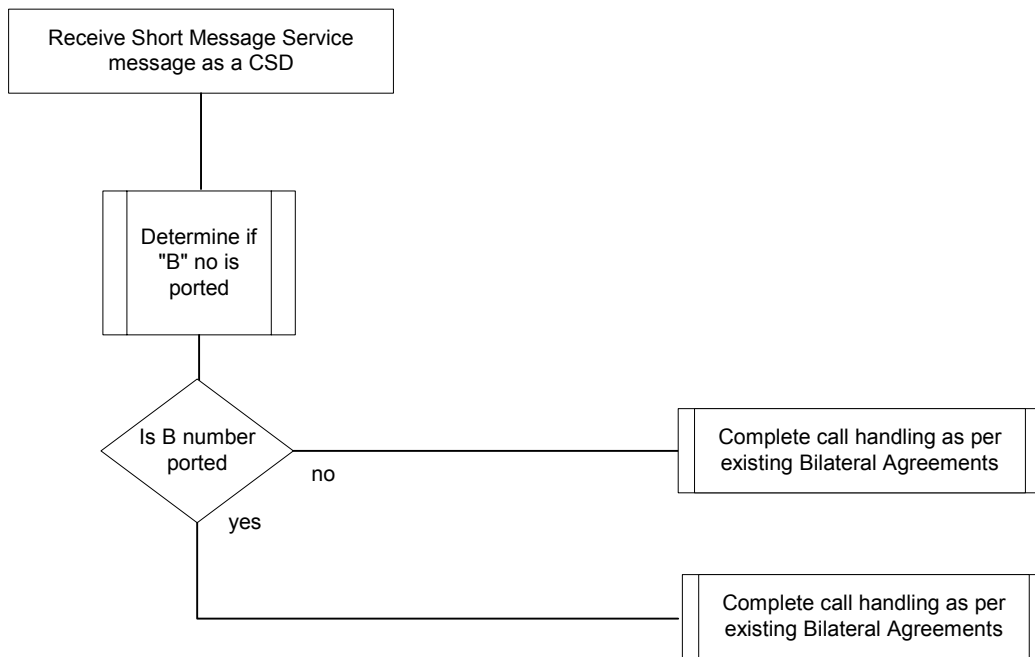 Receive Short Message Service
message as a CSD
Determine if
"B" no is
ported
Is B number
ported
no
yes
Complete call handling as per
existing Bilateral Agreements
Complete call handling as per
existing Bilateral Agreements